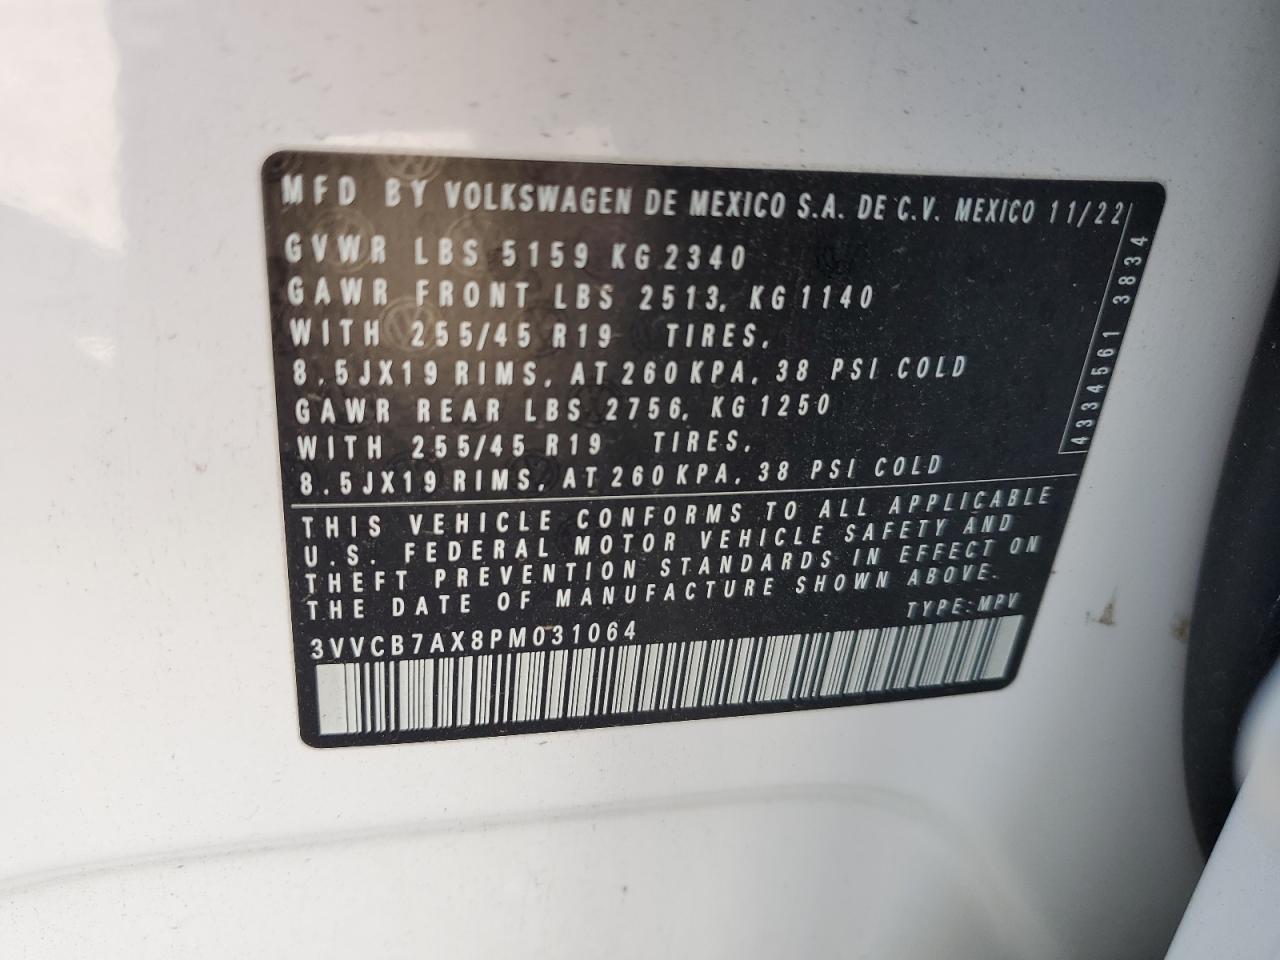 MFD BY VOLKSWAGEN DE MEXICO S.A. DE C.V. MEXICO 11/22
GVWR LBS 5159 KG 2340
GAWR FRONT LBS 2513, KG 1140
WITH 255/45 R19 TIRES,
8.5JX19 RIMS, AT 260 KPA, 38 PSI COLD
GAWR REAR LBS 2756, KG 1250
WITH 255/45 R19 TIRES,
8.5JX19 RIMS, AT 260 KPA, 38 PSI COLD
4334561 3834
THIS VEHICLE CONFORMS TO ALL APPLICABLE
U.S. FEDERAL MOTOR VEHICLE SAFETY AND
THEFT PREVENTION STANDARDS IN EFFECT ON
THE DATE OF MANUFACTURE SHOWN ABOVE.
TYPE: MPV
3VVCB7AX8PM031064